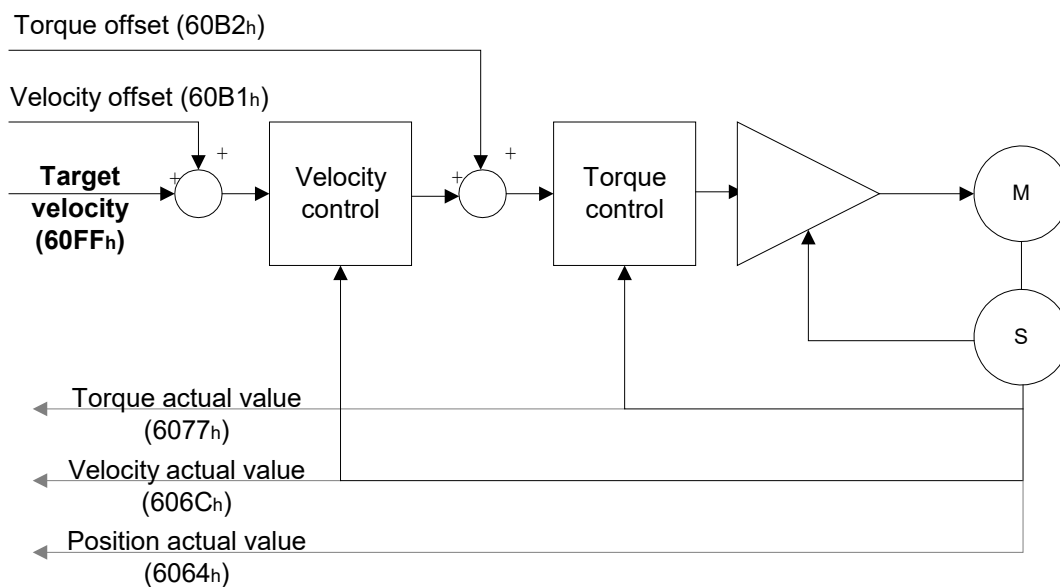 Torque offset (60B2h)
Velocity offset (60B1h)
+
+
+
+
Target
velocity
(60FFh)
Velocity
control
Torque
control
M
S
Torque actual value
(6077h)
Velocity actual value
(606Ch)
Position actual value
(6064h)